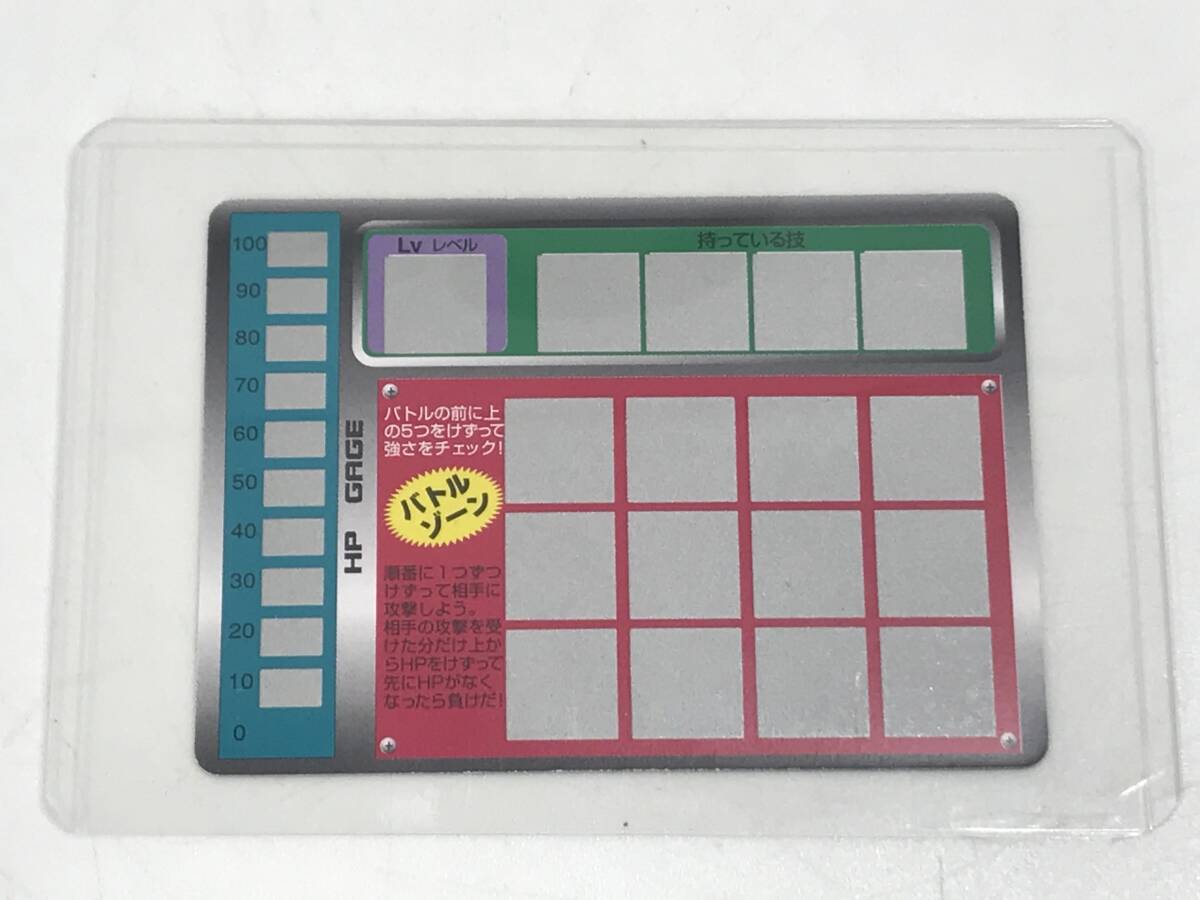 100
90
80
70
60
50
40
30
20
10
0
HP GAGE
Lv レベル
持っている技
バトルの前に上
の5つをけずって
強さをチェック!
バトル
ゾーン
順番に1つずつ
けずって相手に
攻撃しよう。
相手の攻撃を受
けた分だけ上か
らHPをけずって
先にHPがなく
なったら負けだ!